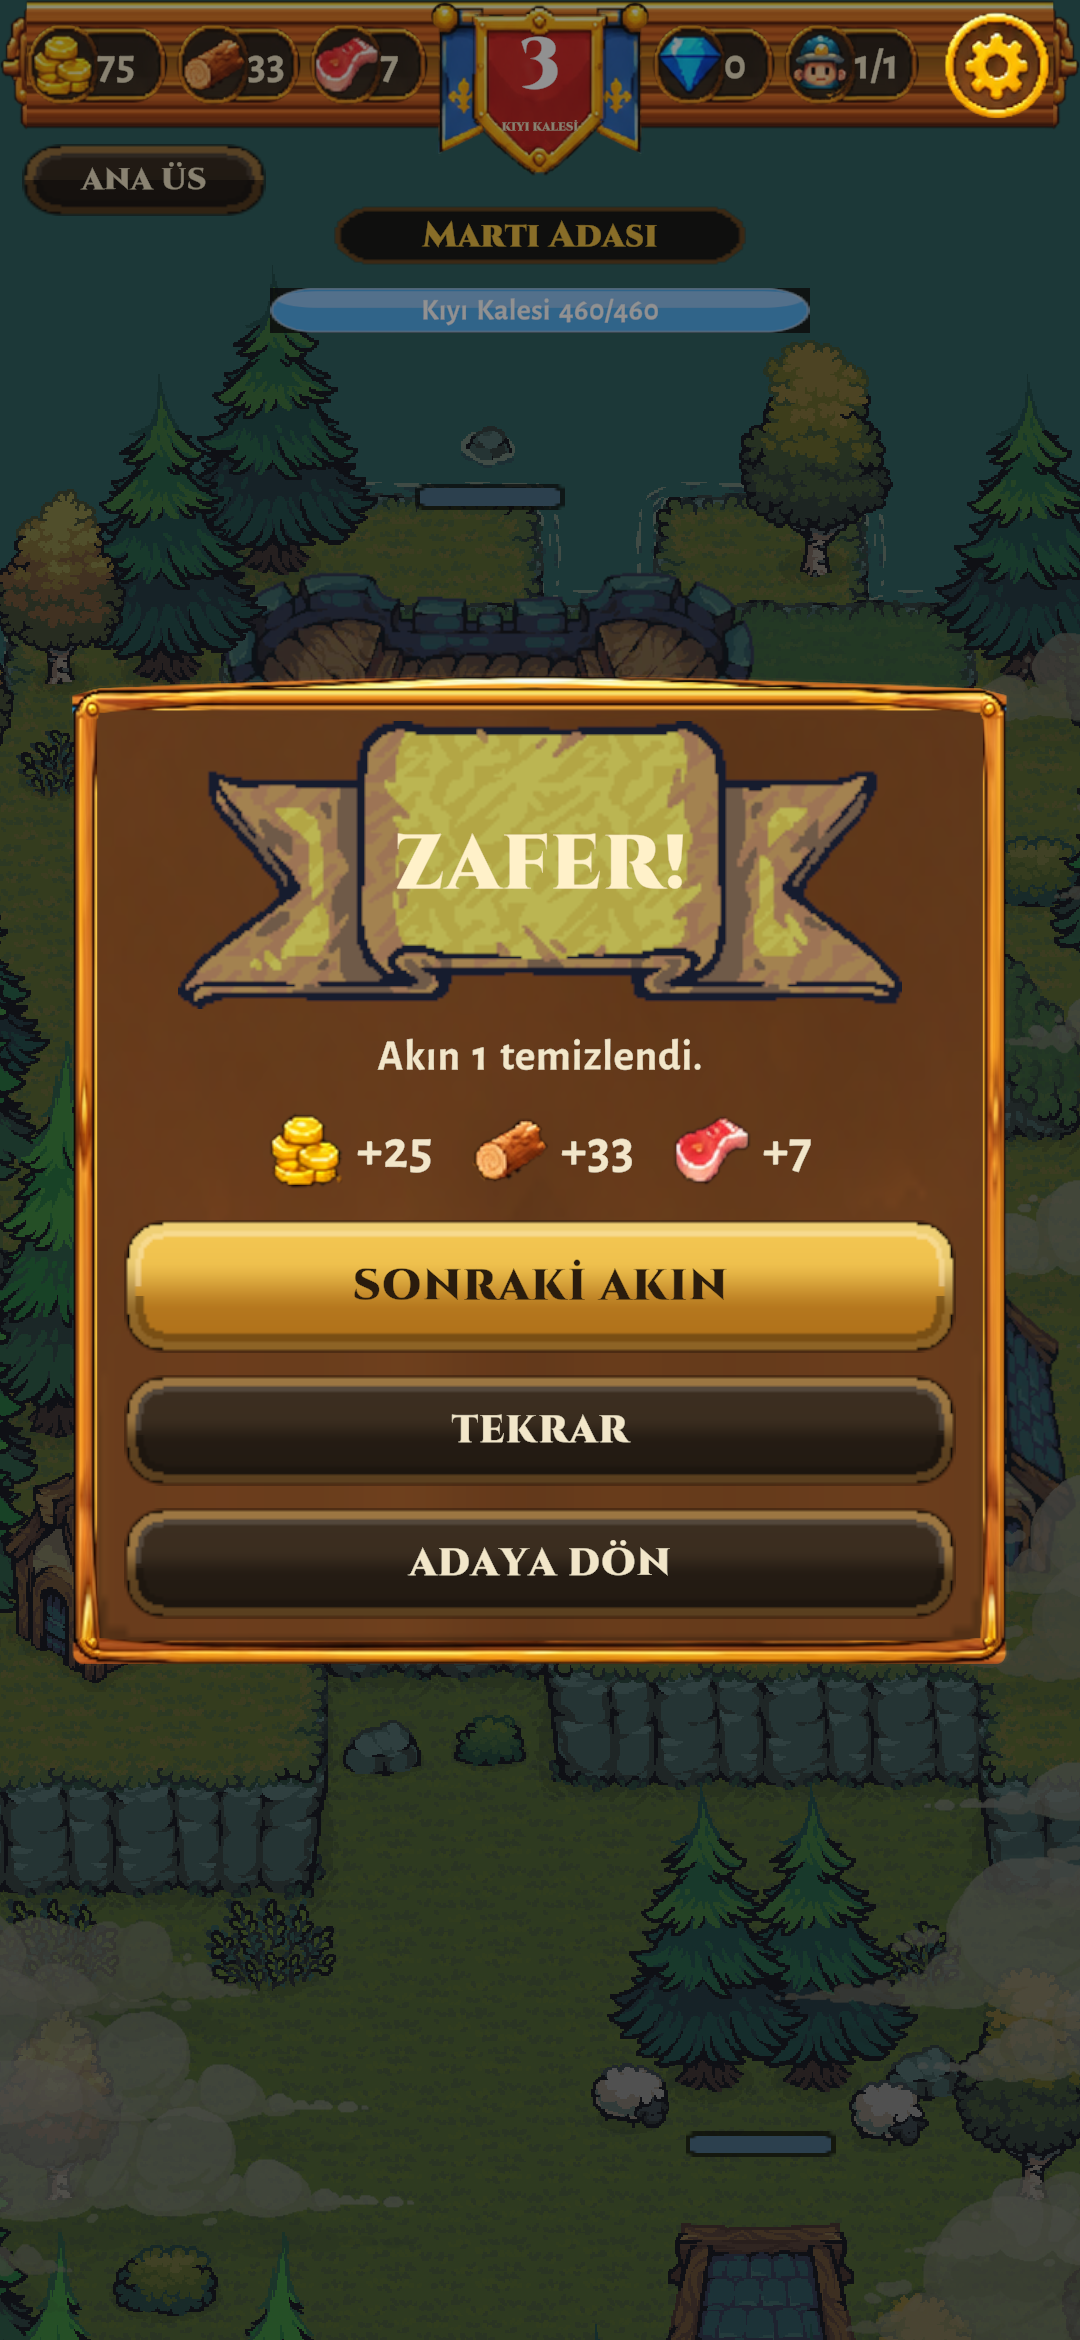 75
33
7
3
KIYI KALESİ
0
1/1
ANA ÜS
MARTI ADASI
Kıyı Kalesi 460/460
ZAFER!
Akın 1 temizlendi.
+25
+33
+7
SONRAKİ AKIN
TEKRAR
ADAYA DÖN